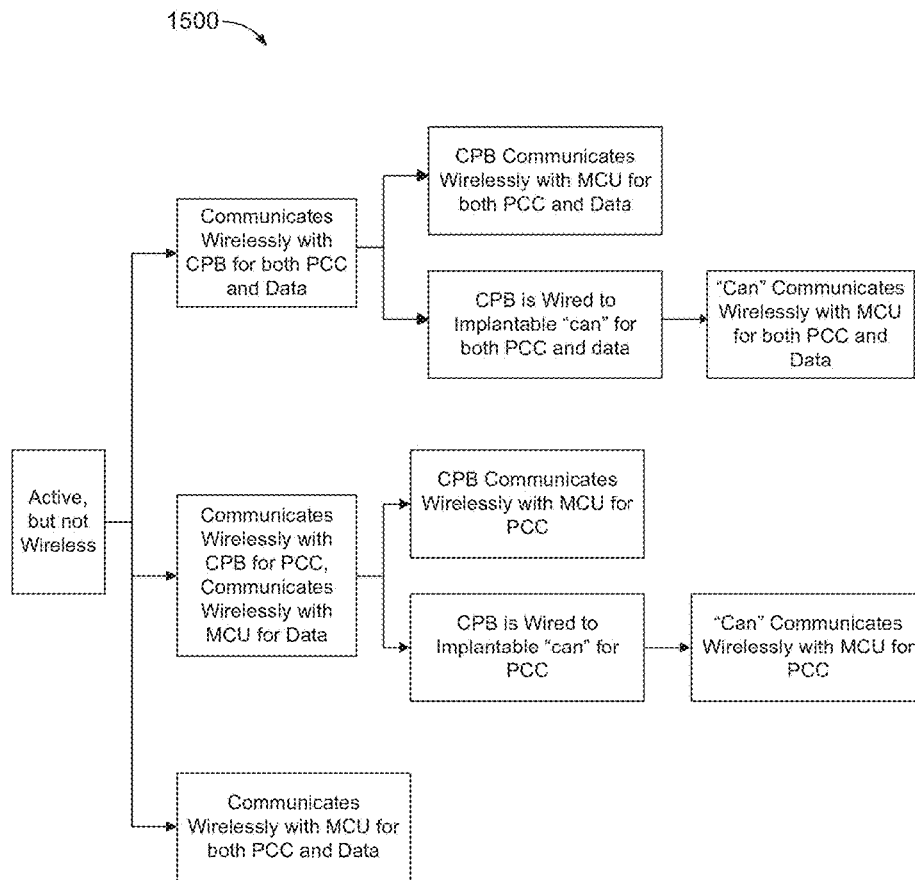 1500
CPB Communicates
Wirelessly with MCU for
both PCC and Data
Communicates
Wirelessly with
CPB for both PCC
and Data
CPB is Wired to
Implantable “can” for
both PCC and data
“Can” Communicates
Wirelessly with MCU
for both PCC and
Data
Active,
but not
Wireless
Communicates
Wirelessly with
CPB for PCC,
Communicates
Wirelessly with
MCU for Data
CPB Communicates
Wirelessly with MCU for
PCC
CPB is Wired to
Implantable “can” for
PCC
“Can” Communicates
Wirelessly with MCU for
PCC
Communicates
Wirelessly with MCU for
both PCC and Data